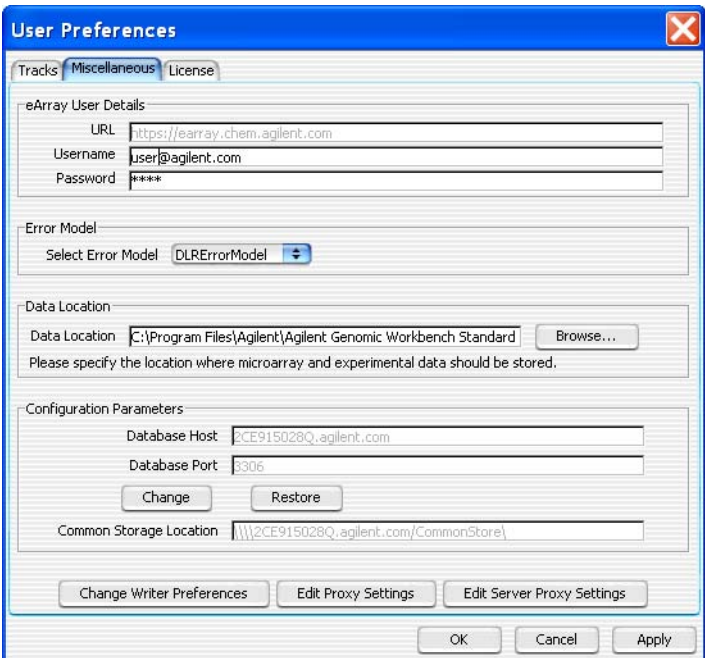 User Preferences
Tracks Miscellaneous License
eArray User Details
URL https://earray.chem.agilent.com
Username user@agilent.com
Password ****
Error Model
Select Error Model DLRErrorModel
Data Location
Data Location C:\Program Files\Agilent\Agilent Genomic Workbench Standard Browse...
Please specify the location where microarray and experimental data should be stored.
Configuration Parameters
Database Host 2CE915028Q.agilent.com
Database Port 3306
Change Restore
Common Storage Location \\\\2CE915028Q.agilent.com/CommonStore\
Change Writer Preferences Edit Proxy Settings Edit Server Proxy Settings
OK Cancel Apply